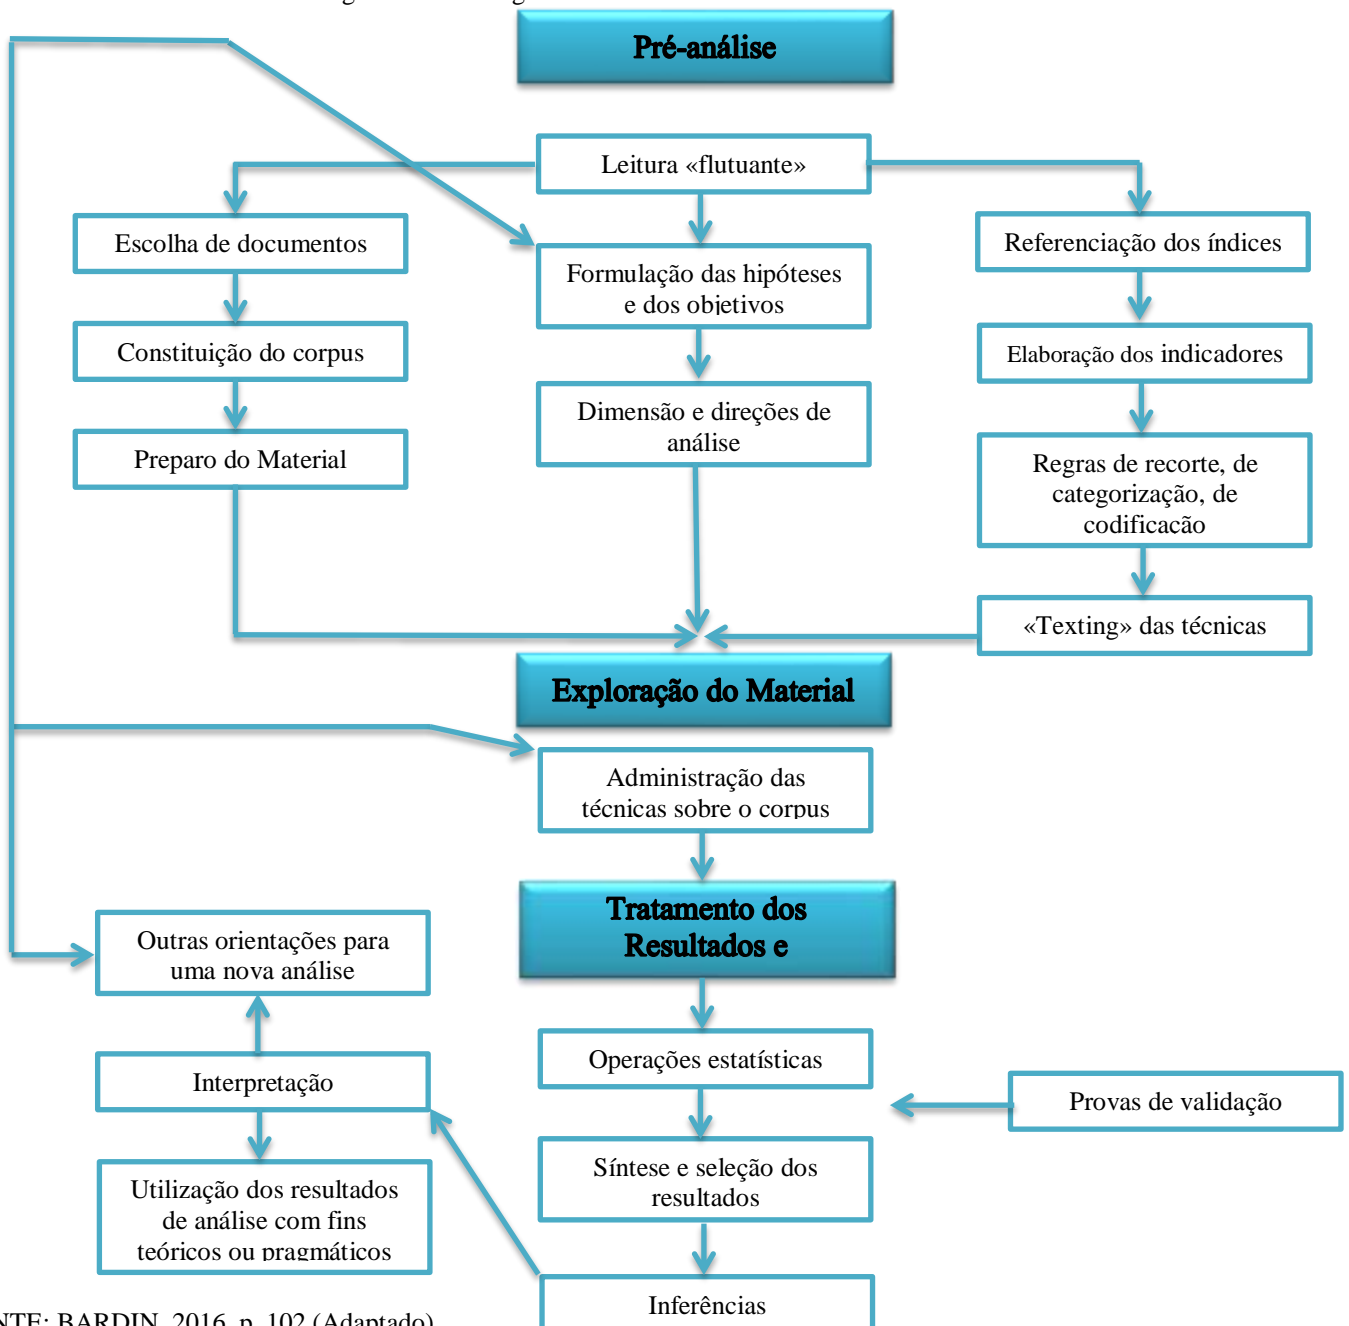 Pré-análise
Leitura «flutuante»
Escolha de documentos
Formulação das hipóteses
e dos objetivos
Referenciação dos índices
Constituição do corpus
Elaboração dos indicadores
Dimensão e direções de
análise
Preparo do Material
Regras de recorte, de
categorização, de
codificacão
«Texting» das técnicas
Exploração do Material
Administração das
técnicas sobre o corpus
Tratamento dos
Resultados e
Outras orientações para
uma nova análise
Operações estatísticas
Interpretação
Provas de validação
Síntese e seleção dos
resultados
Utilização dos resultados
de análise com fins
teóricos ou pragmáticos
Inferências
NTE: BARDIN, 2016, p. 102 (Adaptado)